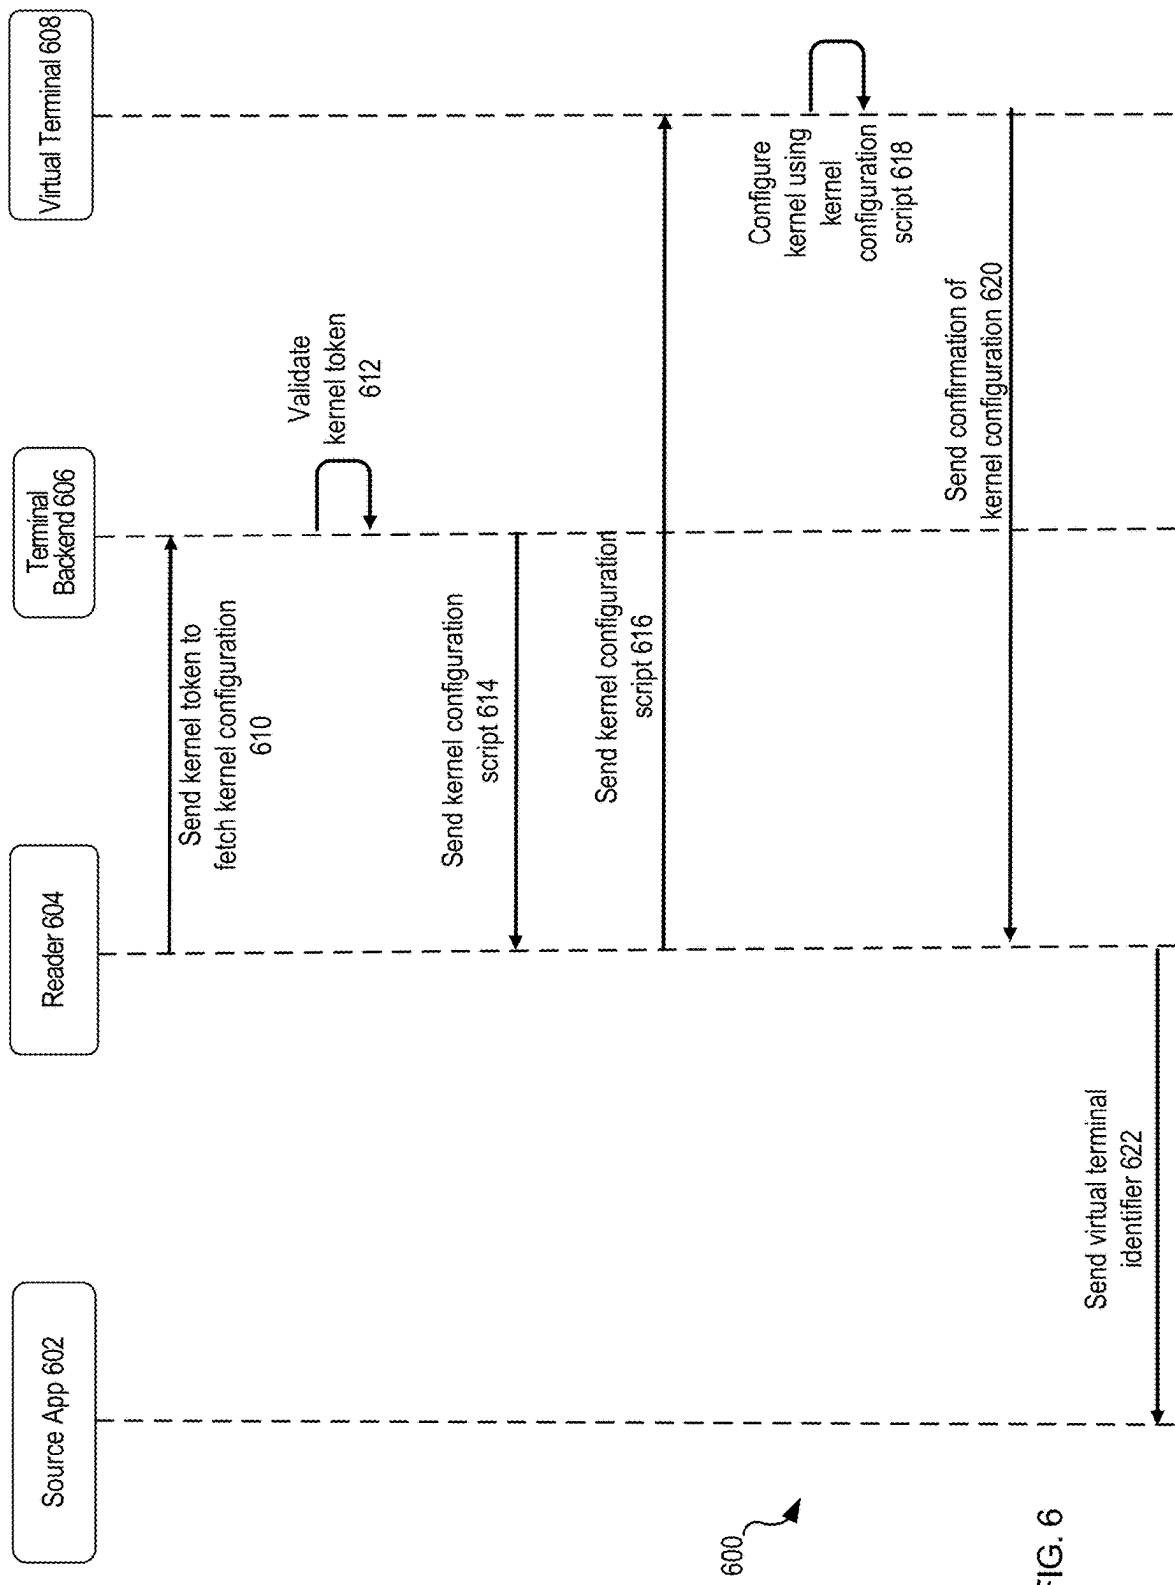 Source App 602
Reader 604
Terminal
Backend 606
Virtual Terminal 608
Send kernel token to
fetch kernel configuration
610
Validate
kernel token
612
Send kernel configuration
script 614
Send kernel configuration
script 616
Configure
kernel using
kernel
configuration
script 618
Send confirmation of
kernel configuration 620
Send virtual terminal
identifier 622
600
FIG. 6